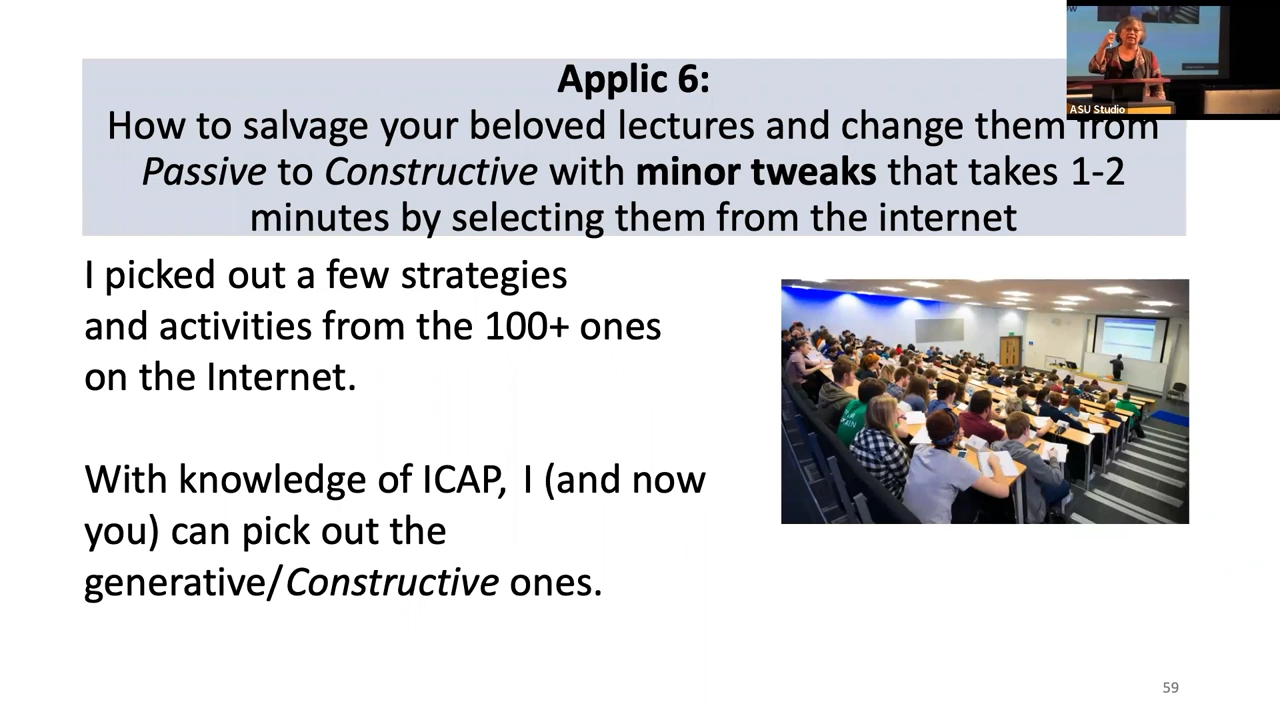 Applic 6:
How to salvage your beloved lectures and change them from
Passive to Constructive with minor tweaks that takes 1-2
minutes by selecting them from the internet
ASU Studio
I picked out a few strategies
and activities from the 100+ ones
on the Internet.
With knowledge of ICAP, I (and now
you) can pick out the
generative/Constructive ones.
59